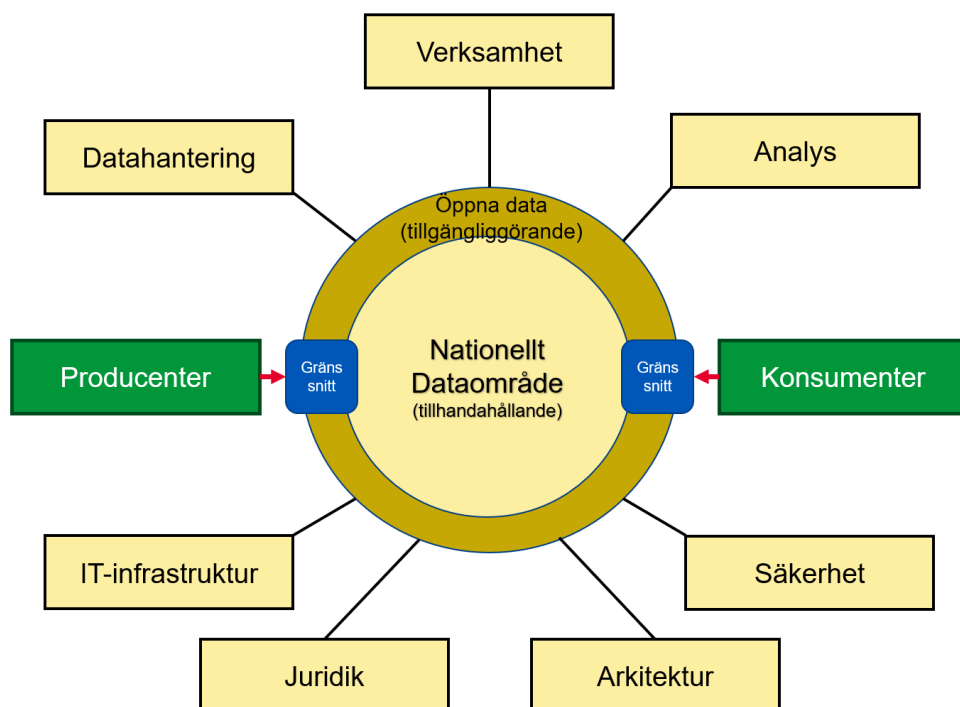 Verksamhet
Datahantering
Analys
Öppna data
(tillgängliggörande)
Producenter
Gräns
snitt
Nationellt
Dataområde
(tillhandahållande)
Gräns
snitt
Konsumenter
IT-infrastruktur
Säkerhet
Juridik
Arkitektur